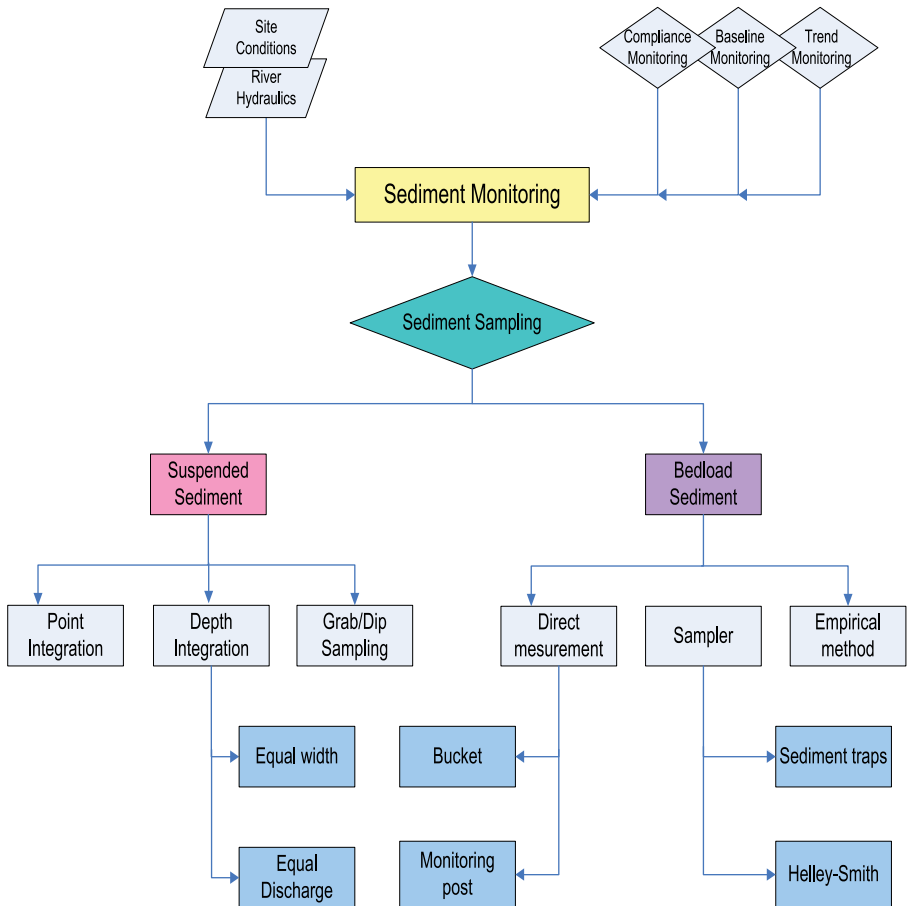 Site
Conditions
River
Hydraulics
Compliance
Monitoring
Baseline
Monitoring
Trend
Monitoring
Sediment Monitoring
Sediment Sampling
Suspended
Sediment
Bedload
Sediment
Point
Integration
Depth
Integration
Grab/Dip
Sampling
Direct
mesurement
Sampler
Empirical
method
Equal width
Bucket
Sediment traps
Equal
Discharge
Monitoring
post
Helley-Smith